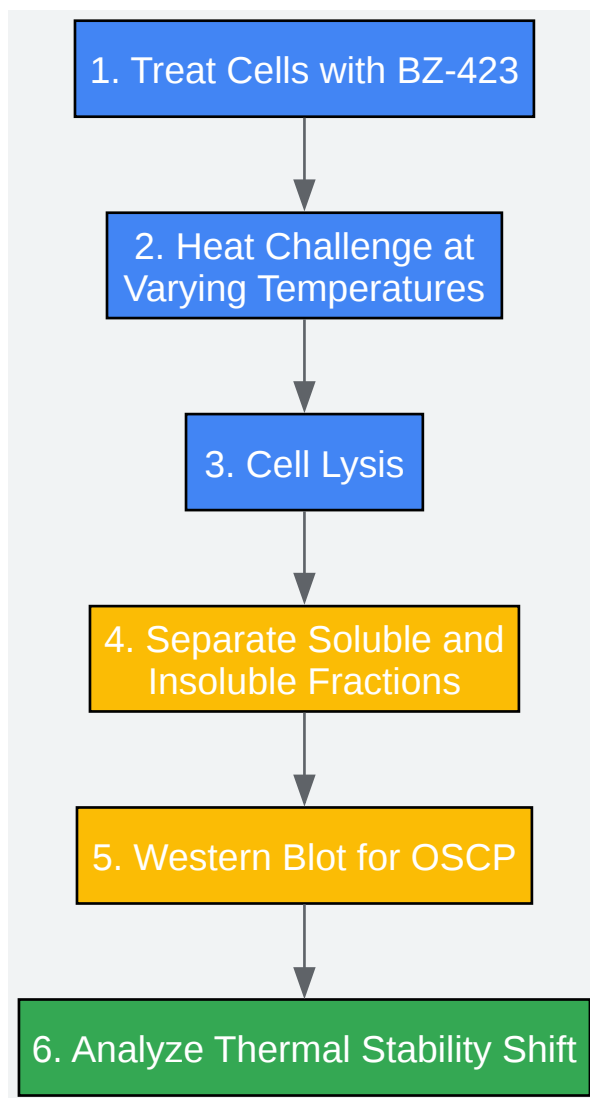 1. Treat Cells with BZ-423
2. Heat Challenge at
Varying Temperatures
3. Cell Lysis
4. Separate Soluble and
Insoluble Fractions
5. Western Blot for OSCP
6. Analyze Thermal Stability Shift